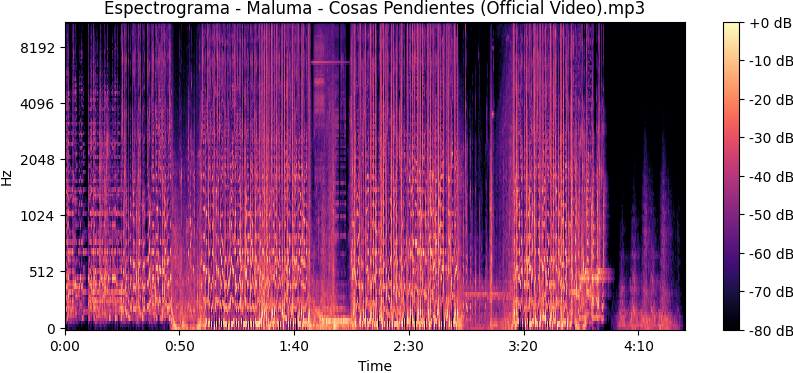 Espectrograma - Maluma - Cosas Pendientes (Official Video).mp3
Hz
8192
4096
2048
1024
512
0
0:00 0:50 1:40 2:30 3:20 4:10
Time
+0 dB
-10 dB
-20 dB
-30 dB
-40 dB
-50 dB
-60 dB
-70 dB
-80 dB